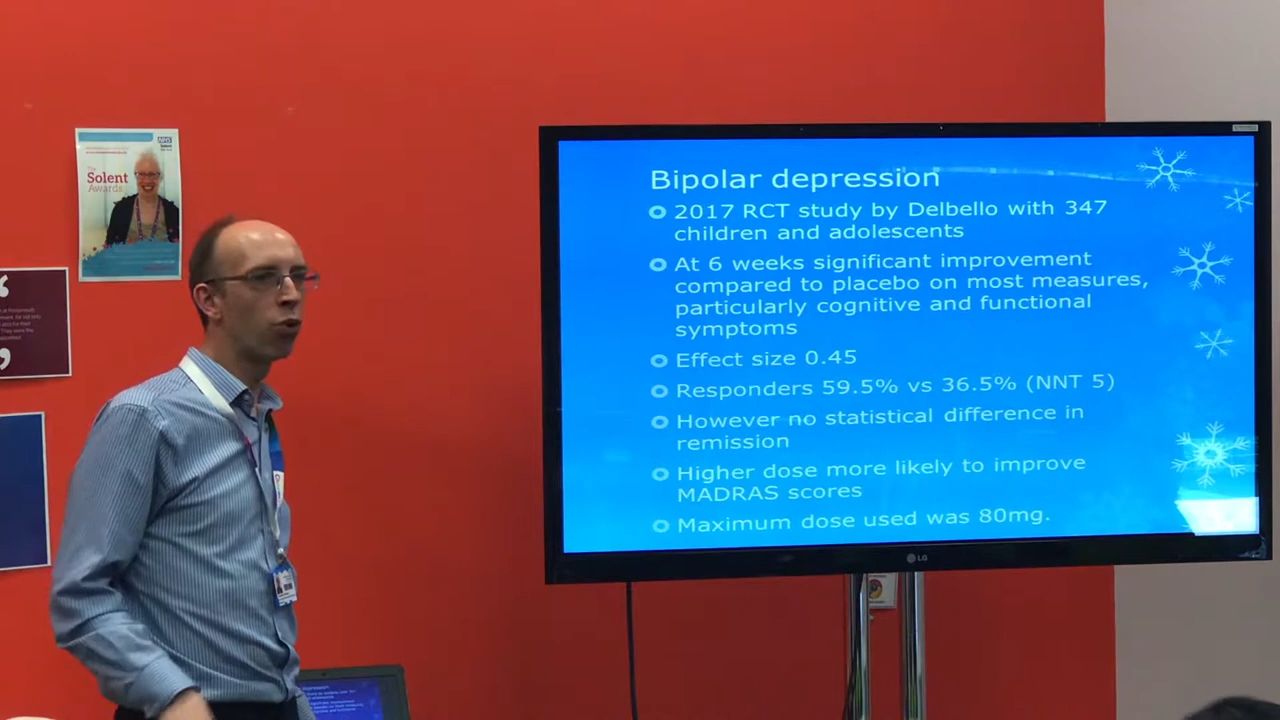 NHS
Solent
The
Solent
Awards
Bipolar depression
2017 RCT study by Delbello with 347
children and adolescents
At 6 weeks significant improvement
compared to placebo on most measures,
particularly cognitive and functional
symptoms
Effect size 0.45
Responders 59.5% vs 36.5% (NNT 5)
However no statistical difference in
remission
Higher dose more likely to improve
MADRAS scores
Maximum dose used was 80mg.
LG